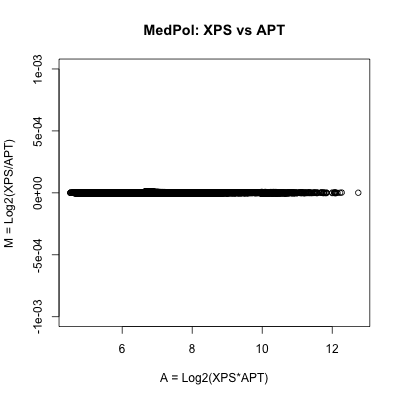 MedPol: XPS vs APT
M = Log2(XPS/APT)
1e-03
5e-04
0e+00
-5e-04
-1e-03
6
8
10
12
A = Log2(XPS*APT)